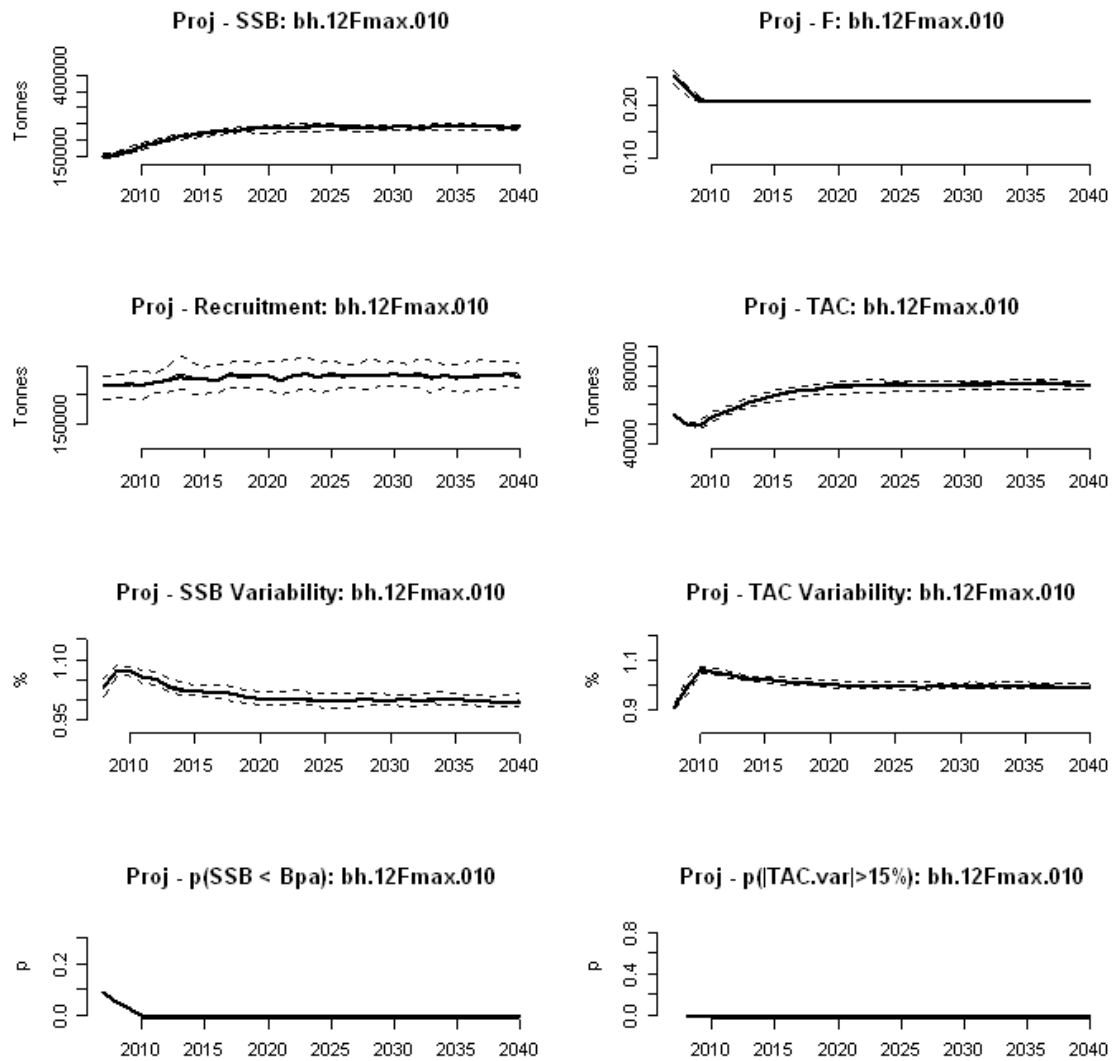 Proj - SSB: bh.12Fmax.010
Tonnes
400000
150000
2010 2015 2020 2025 2030 2035 2040
Proj - F: bh.12Fmax.010
0.20
0.10
2010 2015 2020 2025 2030 2035 2040
Proj - Recruitment: bh.12Fmax.010
Tonnes
150000
2010 2015 2020 2025 2030 2035 2040
Proj - TAC: bh.12Fmax.010
Tonnes
80000
40000
2010 2015 2020 2025 2030 2035 2040
Proj - SSB Variability: bh.12Fmax.010
%
1.10
0.95
2010 2015 2020 2025 2030 2035 2040
Proj - TAC Variability: bh.12Fmax.010
%
1.1
0.9
2010 2015 2020 2025 2030 2035 2040
Proj - p(SSB < Bpa): bh.12Fmax.010
p
0.2
0.0
2010 2015 2020 2025 2030 2035 2040
Proj - p(|TAC.var|>15%): bh.12Fmax.010
p
0.8
0.4
0.0
2010 2015 2020 2025 2030 2035 2040